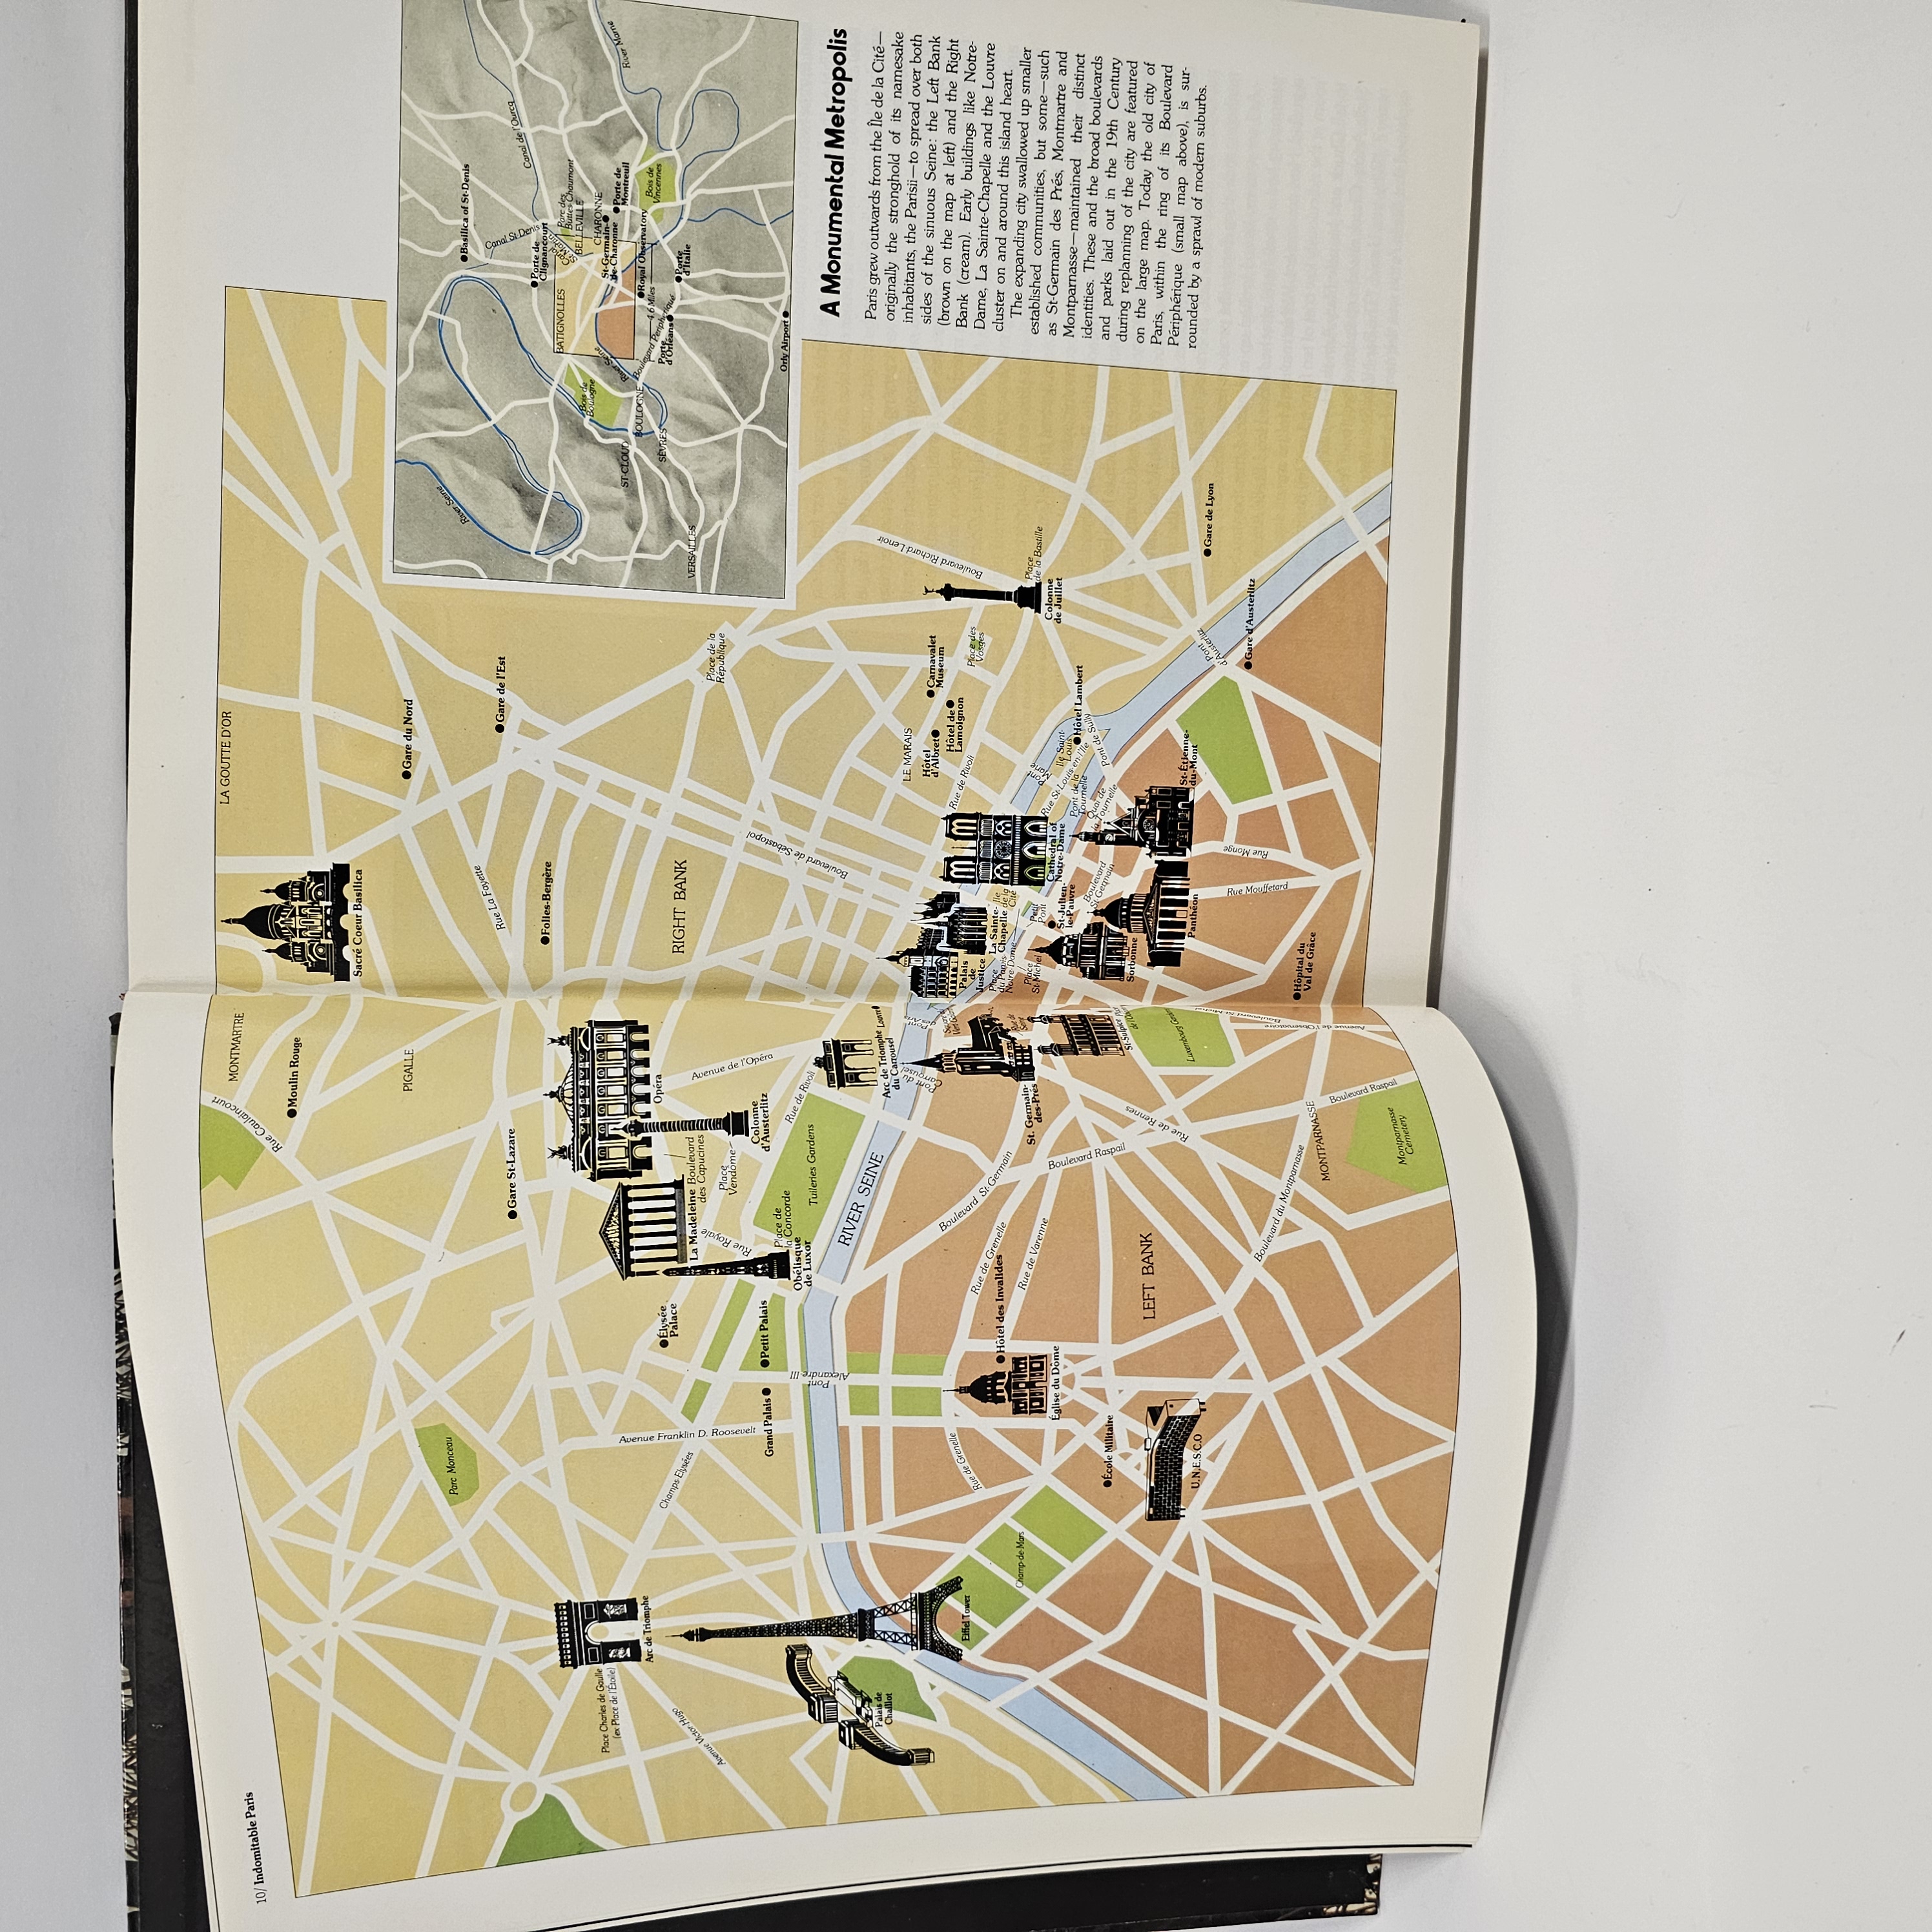 10/ Indomitable Paris
MONTMARTRE
LA GOUTTE D'OR
Rue Caulaincourt
Moulin Rouge
Sacré Coeur Basilica
PIGALLE
Gare du Nord
Parc Monceau
Rue La Fayette
Gare de l'Est
Gare St-Lazare
Folies-Bergère
Place Charles de Gaulle
(ex Place de l'Étoile)
Arc de Triomphe
Avenue Victor Hugo
Champs Elysées
Avenue Franklin D. Roosevelt
Élysée
Palace
La Madeleine
Boulevard
des Capucines
Opéra
Rue Royale
Place
Vendôme
Avenue de l'Opéra
Colonne
d'Austerlitz
RIGHT BANK
Place de la
République
Grand Palais
Petit Palais
Place de
la Concorde
Obélisque
de Luxor
Tuileries Gardens
Rue de Rivoli
Boulevard de Sébastopol
Pont
Alexandre III
RIVER SEINE
Palais de
Chaillot
Arc de Triomphe
du Carrousel
Louvre
Pont du
Carrousel
LE MARAIS
Hôtel
d'Albret
Carnavalet
Museum
Hôtel de
Lamoignon
Rue de Rivoli
Place des
Vosges
Boulevard Richard Lenoir
Eiffel Tower
Champ-de-Mars
Rue de Grenelle
Hôtel des Invalides
Église du Dôme
Rue de Grenelle
Rue de Varenne
Boulevard St-Germain
St. Germain-
des-Prés
Rue de
Seine
Palais
de
Justice
La Sainte-
Chapelle
Ile
de la
Cité
Place
du Parvis
Notre-Dame
Place
St-Michel
Petit
Pont
Cathedral of
Notre-Dame
St-Julien-
le-Pauvre
Pont
Marie
Rue St-Louis-en-l'Ile
Ile Saint-
Louis
Hôtel Lambert
Pont de la
Tournelle
Quai de
la Tournelle
Pont de Sully
Boulevard
St-Germain
Colonne
de Juillet
Place
de la Bastille
École Militaire
U.N.E.S.C.O
LEFT BANK
Boulevard Raspail
Rue de Rennes
St-Sulpice
Luxembourg Gardens
Sorbonne
Panthéon
St-Étienne-
du-Mont
Rue Mouffetard
Rue Monge
Pont
d'Austerlitz
Gare de Lyon
Gare d'Austerlitz
Boulevard du Montparnasse
MONTPARNASSE
Boulevard Raspail
Avenue de l'Observatoire
Boulevard St-Michel
Hôpital du
Val de Grâce
Montparnasse
Cemetery
River Seine
Basilica of St-Denis
Canal St-Denis
Canal de l'Ourcq
Porte de
Clignancourt
BATIGNOLLES
Canal
St-Martin
Parc des
Buttes Chaumont
BELLEVILLE
Bois de
Boulogne
CHARONNE
St-Germain-
de-Charonne
Porte de
Montreuil
River Seine
ST-CLOUD
BOULOGNE
Royal Observatory
River Marne
Boulevard Périphérique
4.6 Miles
Bois de
Vincennes
SÈVRES
Porte
d'Orléans
Porte
d'Italie
VERSAILLES
Orly Airport
A Monumental Metropolis
Paris grew outwards from the Île de la Cité—
originally the stronghold of its namesake
inhabitants, the Parisii—to spread over both
sides of the sinuous Seine: the Left Bank
(brown on the map at left) and the Right
Bank (cream). Early buildings like Notre-
Dame, La Sainte-Chapelle and the Louvre
cluster on and around this island heart.
The expanding city swallowed up smaller
established communities, but some—such
as St-Germain des Prés, Montmartre and
Montparnasse—maintained their distinct
identities. These and the broad boulevards
and parks laid out in the 19th Century
during replanning of the city are featured
on the large map. Today the old city of
Paris, within the ring of its Boulevard
Périphérique (small map above), is sur-
rounded by a sprawl of modern suburbs.